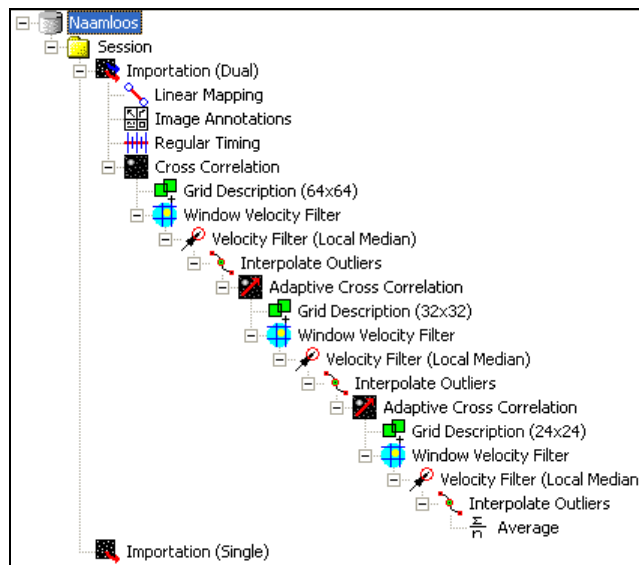 Naamloos
Session
Importation (Dual)
Linear Mapping
Image Annotations
Regular Timing
Cross Correlation
Grid Description (64x64)
Window Velocity Filter
Velocity Filter (Local Median)
Interpolate Outliers
Adaptive Cross Correlation
Grid Description (32x32)
Window Velocity Filter
Velocity Filter (Local Median)
Interpolate Outliers
Adaptive Cross Correlation
Grid Description (24x24)
Window Velocity Filter
Velocity Filter (Local Median
Interpolate Outliers
Σ/n Average
Importation (Single)